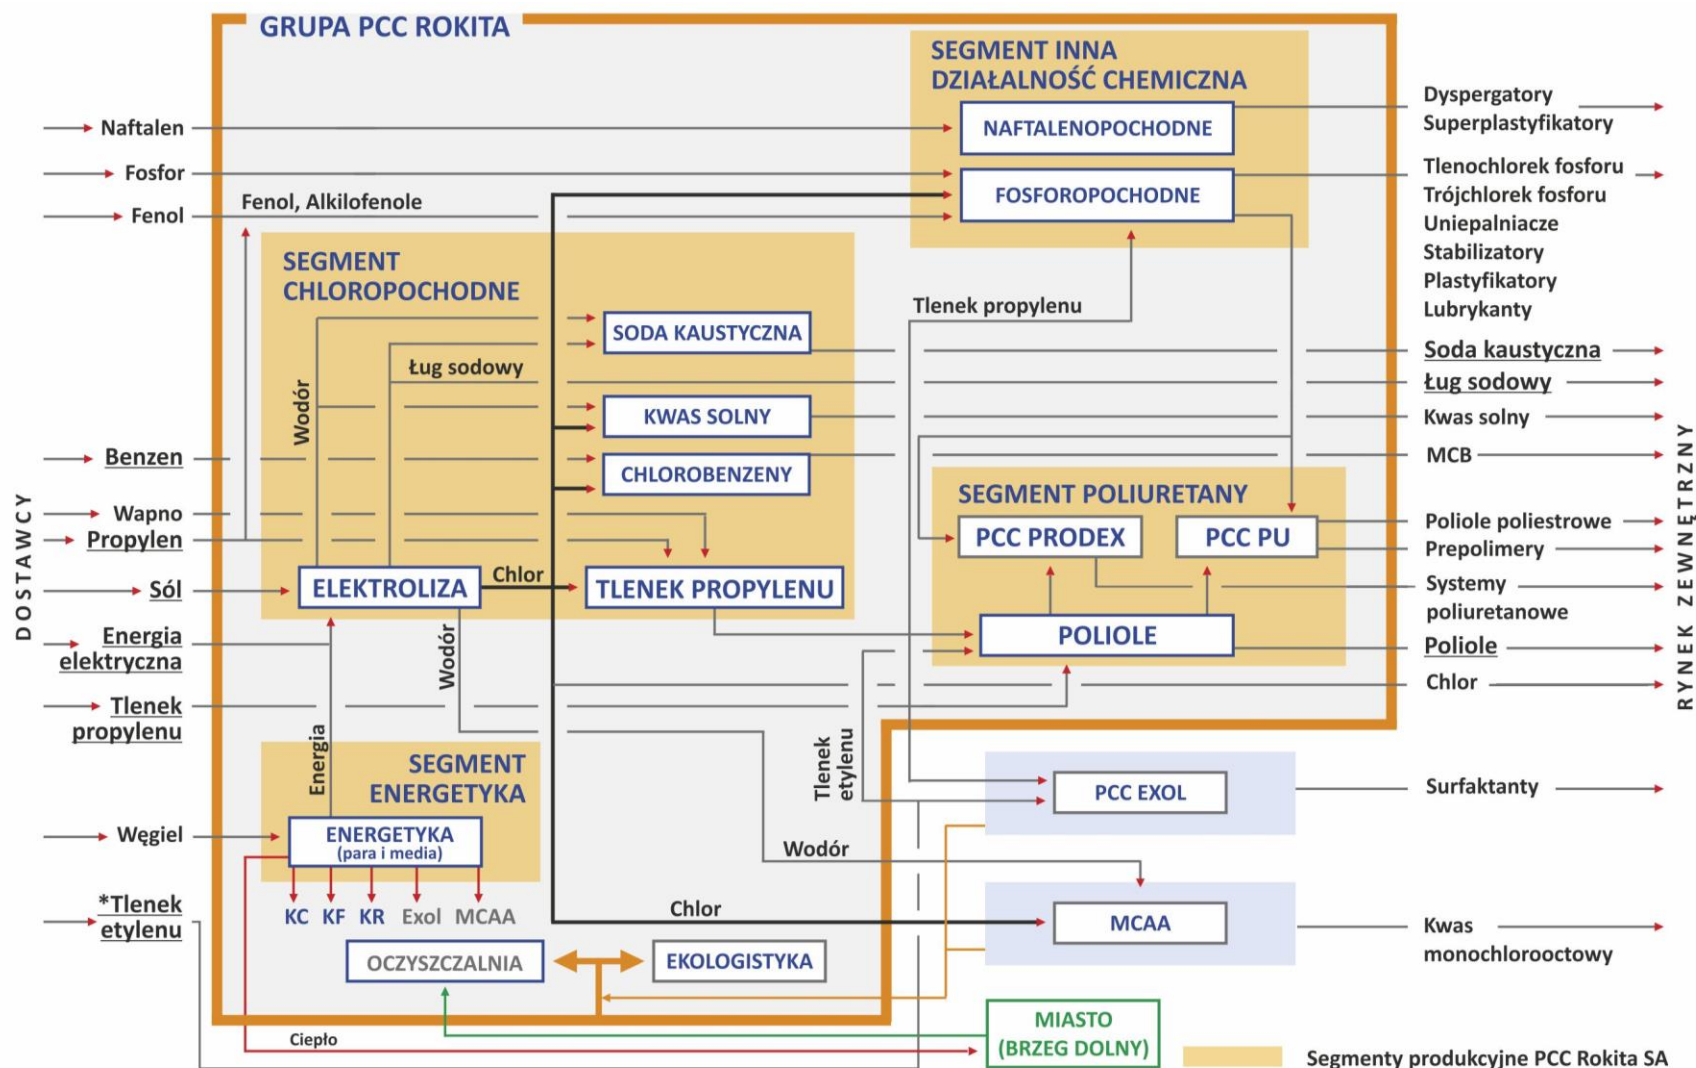 GRUPA PCC ROKITA
SEGMENT INNA
DZIAŁALNOŚĆ CHEMICZNA
NAFTALENOPOCHODNE
FOSFOROPOCHODNE
Naftalen
Fosfor
Fenol
Fenol, Alkilofenole
Dyspergatory
Superplastyfikatory
Tlenochlorek fosforu
Trójchlorek fosforu
Uniepalniacze
Stabilizatory
Plastyfikatory
Lubrykanty
SEGMENT
CHLOROPOCHODNE
SODA KAUSTYCZNA
Ług sodowy
Wodór
KWAS SOLNY
CHLOROBENZENY
Tlenek propylenu
Soda kaustyczna
Ług sodowy
Kwas solny
MCB
DOSTAWCY
Benzen
Wapno
Propylen
Sól
Energia
elektryczna
Tlenek
propylenu
ELEKTROLIZA
Chlor
TLENEK PROPYLENU
Wodór
Energia
SEGMENT POLIURETANY
PCC PRODEX
PCC PU
POLIOLE
Poliole poliestrowe
Prepolimery
Systemy
poliuretanowe
Poliole
Chlor
RYNEK ZEWNĘTRZNY
SEGMENT
ENERGETYKA
ENERGETYKA
(para i media)
Węgiel
KC KF KR Exol MCAA
*Tlenek
etylenu
Tlenek
etylenu
Wodór
Chlor
PCC EXOL
Surfaktanty
MCAA
Kwas
monochlorooctowy
OCZYSZCZALNIA
EKOLOGISTYKA
Ciepło
MIASTO
(BRZEG DOLNY)
Segmenty produkcyjne PCC Rokita SA